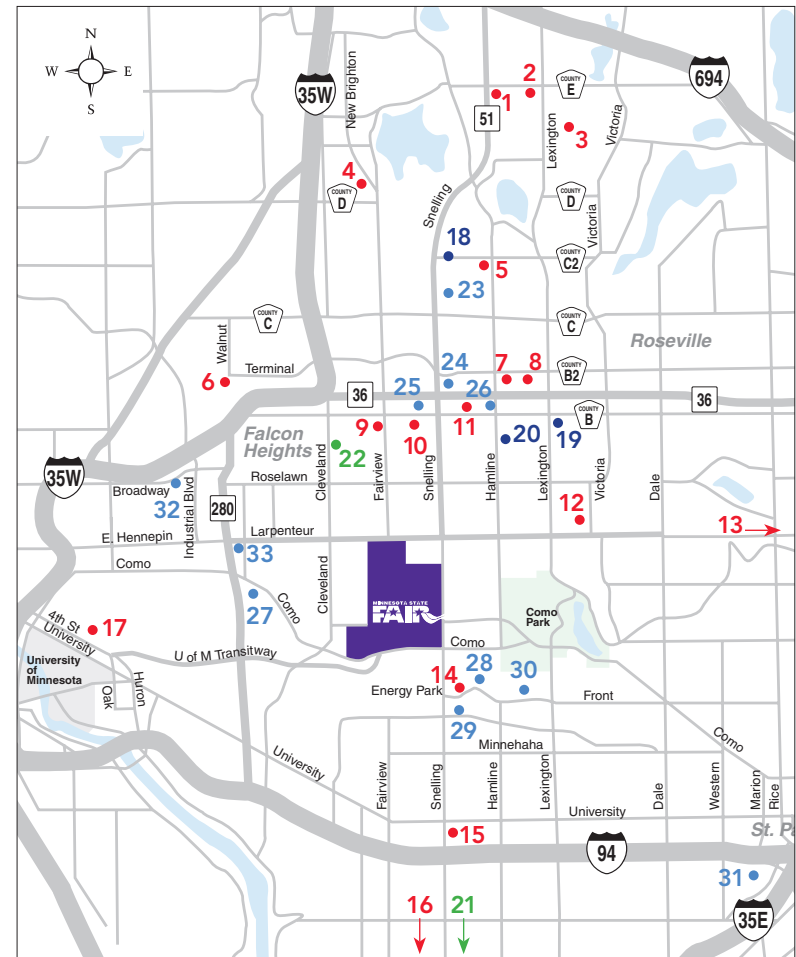 N
W E
S
35W
New Brighton
694
COUNTY
E
1
2
51
Lexington
3
Victoria
4
COUNTY
D
COUNTY
D
Snelling
18
Victoria
COUNTY
C2
5
23
COUNTY
C
COUNTY
C
Walnut
Roseville
Terminal
24
7
8
COUNTY
B2
6
36
25
26
36
11
COUNTY
B
9
10
20
19
Falcon
Heights
22
Cleveland
Fairview
Snelling
Hamline
Lexington
Victoria
Dale
35W
Roselawn
Broadway
32
Industrial Blvd
280
12
13
E. Hennepin
Larpenteur
Como
33
27
Como
Cleveland
MINNESOTA STATE
FAIR
Como
Park
4th St
University
17
University
of
Minnesota
U of M Transitway
Oak
Huron
Como
28
14
30
Energy Park
Front
29
Minnehaha
Como
University
Fairview
Snelling
Hamline
Lexington
Dale
Western
Marion
Rice
University
15
St. Pa
94
31
16
21
35E